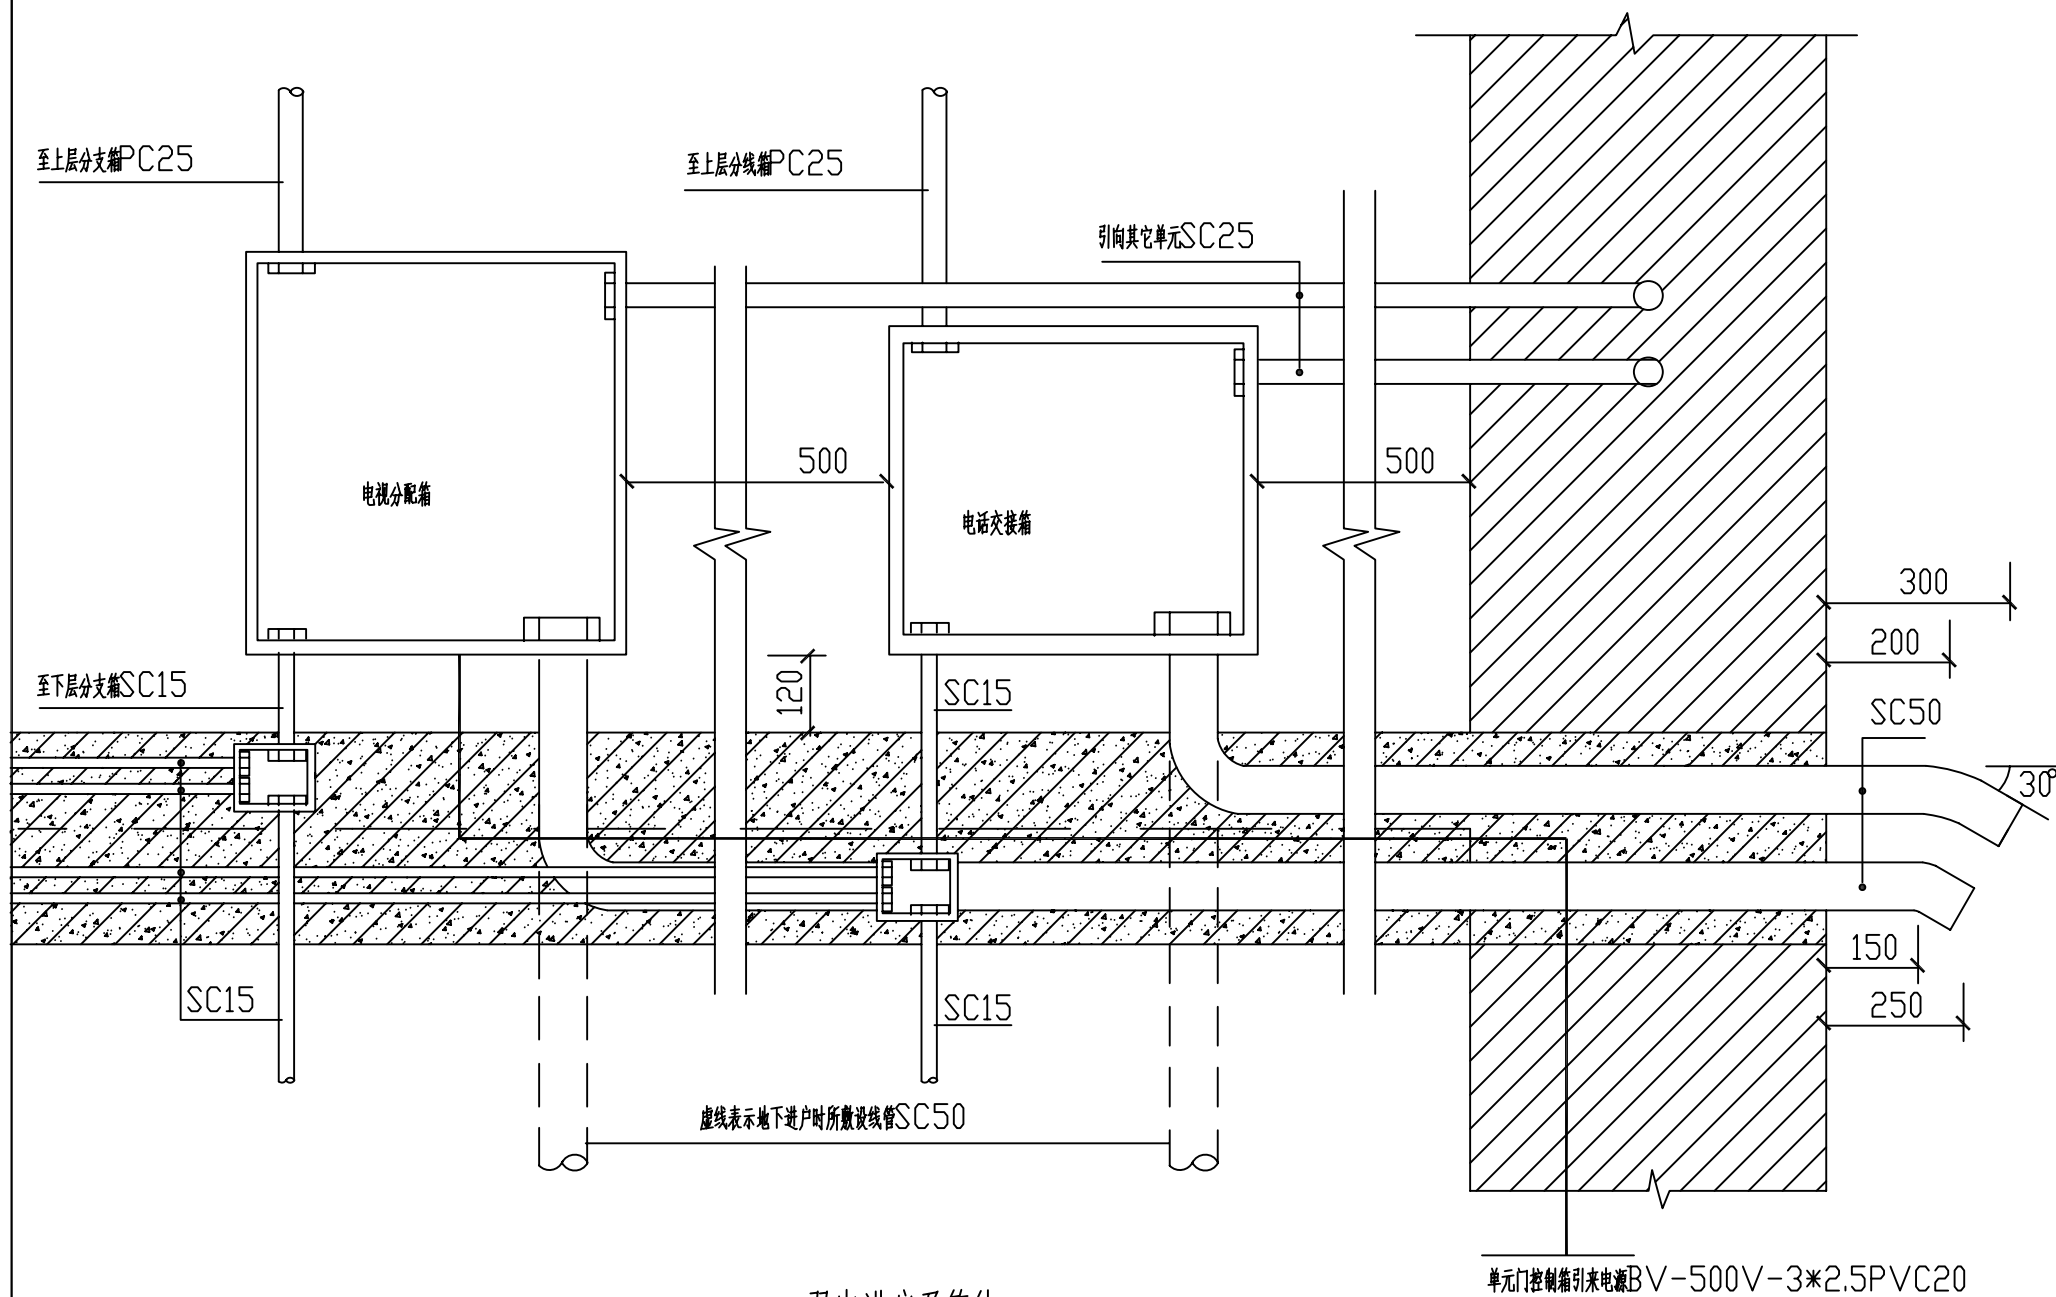 至上层分支箱PC25
至上层分线箱PC25
引向其它单元SC25
500
500
电视分配箱
电话交接箱
300
200
至下层分支箱SC15
120
SC15
SC50
30°
150
SC15
SC15
250
虚线表示地下进户时所敷设线管SC50
单元门控制箱引来电源BV-500V-3*2.5PVC20